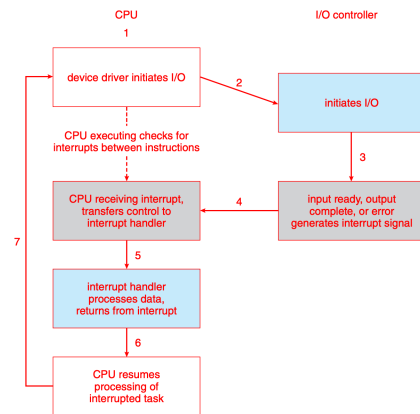 CPU
I/O controller
1
device driver initiates I/O
2
initiates I/O
CPU executing checks for
interrupts between instructions
3
CPU receiving interrupt,
transfers control to
interrupt handler
4
input ready, output
complete, or error
generates interrupt signal
7
5
interrupt handler
processes data,
returns from interrupt
6
CPU resumes
processing of
interrupted task